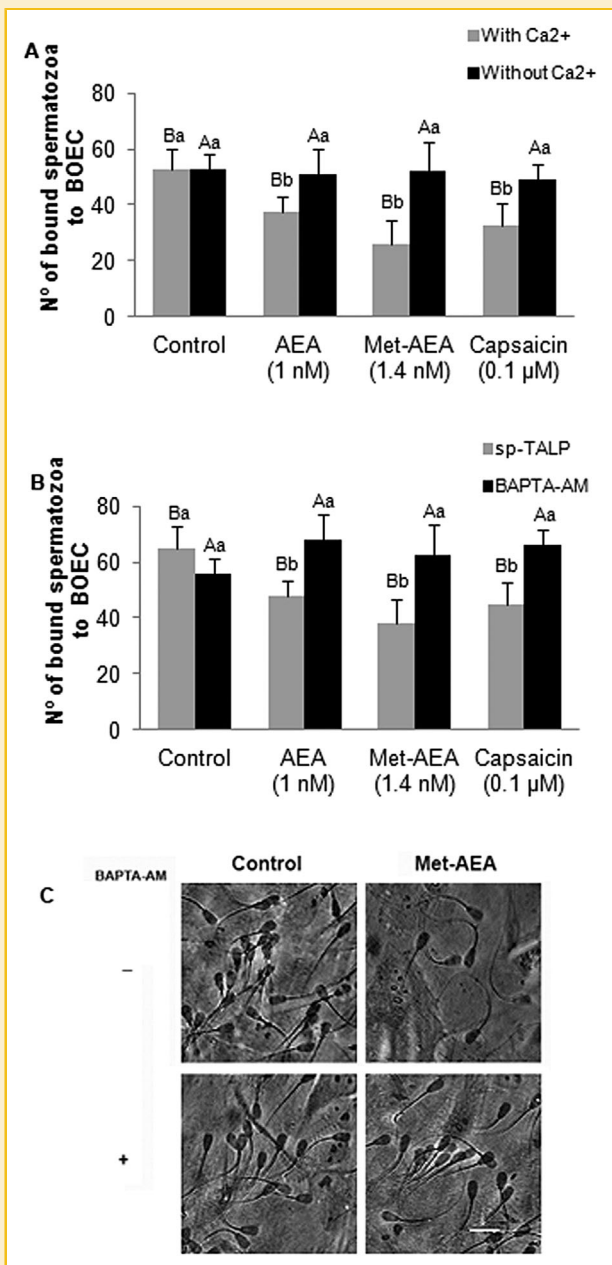 A
With Ca2+
Without Ca2+
Nº of bound spermatozoa
to BOEC
80
60
40
20
0
Ba
Aa
Bb
Aa
Bb
Aa
Bb
Aa
Control
AEA
(1 nM)
Met-AEA
(1.4 nM)
Capsaicin
(0.1 µM)
B
sp-TALP
BAPTA-AM
Nº of bound spermatozoa
to BOEC
80
60
40
20
0
Ba
Aa
Bb
Aa
Bb
Aa
Bb
Aa
Control
AEA
(1 nM)
Met-AEA
(1.4 nM)
Capsaicin
(0.1 µM)
C
BAPTA-AM
Control
Met-AEA
–
+